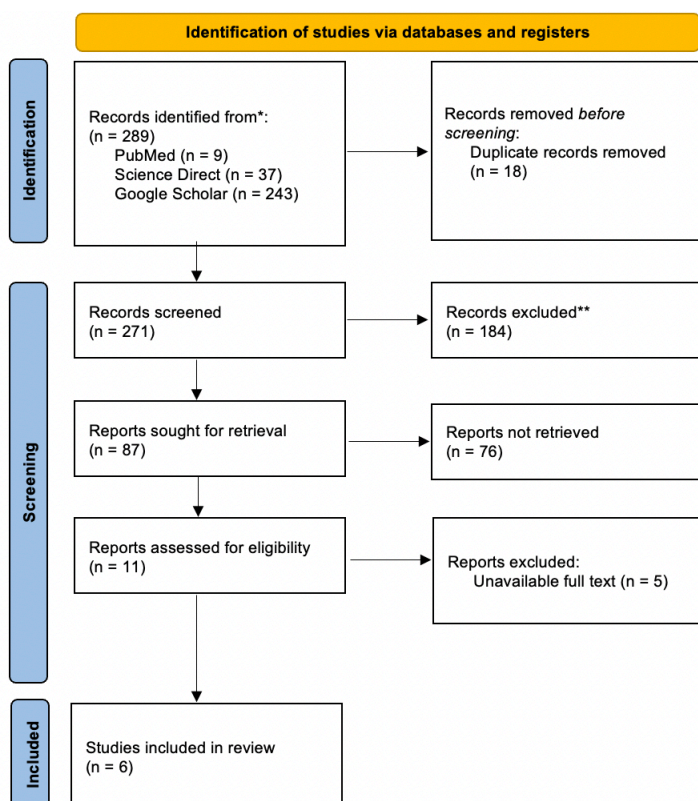 Identification of studies via databases and registers
Identification
Records identified from*:
(n = 289)
PubMed (n = 9)
Science Direct (n = 37)
Google Scholar (n = 243)
Records removed before
screening:
Duplicate records removed
(n = 18)
Screening
Records screened
(n = 271)
Records excluded**
(n = 184)
Reports sought for retrieval
(n = 87)
Reports not retrieved
(n = 76)
Reports assessed for eligibility
(n = 11)
Reports excluded:
Unavailable full text (n = 5)
Included
Studies included in review
(n = 6)